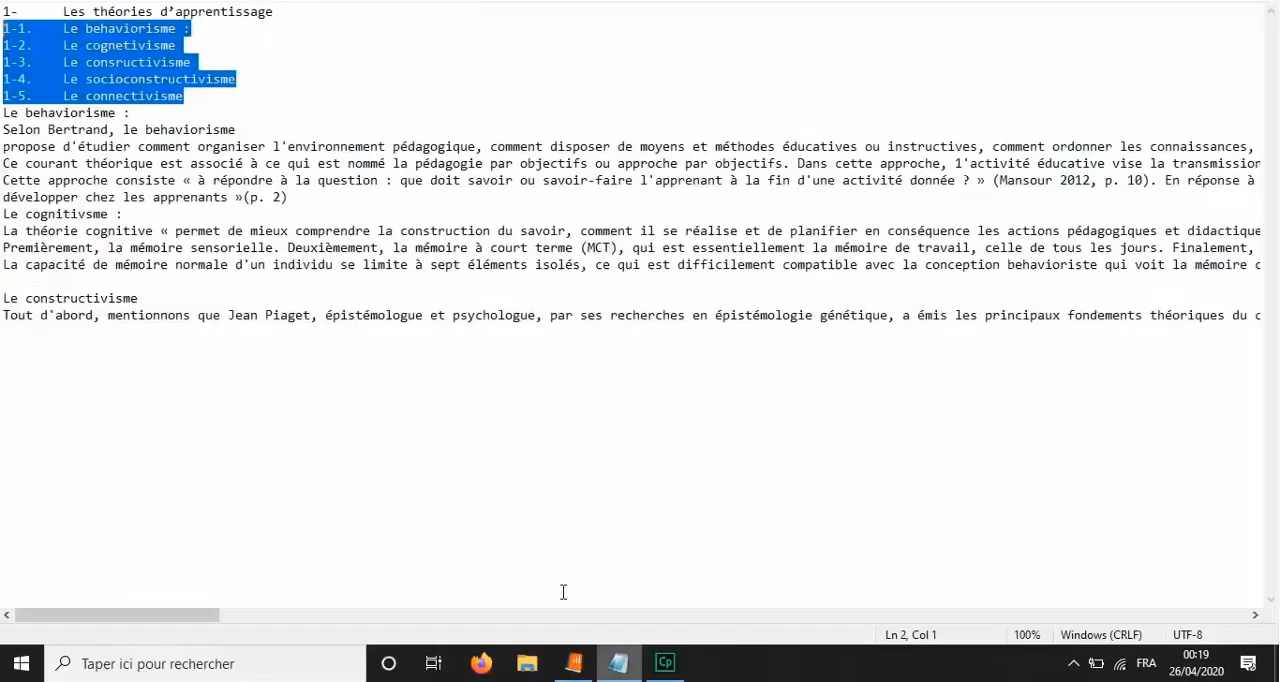 1- Les théories d’apprentissage
1-1. Le behaviorisme :
1-2. Le cognetivisme
1-3. Le consructivisme
1-4. Le socioconstructivisme
1-5. Le connectivisme
Le behaviorisme :
Selon Bertrand, le behaviorisme
propose d'étudier comment organiser l'environnement pédagogique, comment disposer de moyens et méthodes éducatives ou instructives, comment ordonner les connaissances,
Ce courant théorique est associé à ce qui est nommé la pédagogie par objectifs ou approche par objectifs. Dans cette approche, 1'activité éducative vise la transmission
Cette approche consiste « à répondre à la question : que doit savoir ou savoir-faire l'apprenant à la fin d'une activité donnée ? » (Mansour 2012, p. 10). En réponse à
développer chez les apprenants »(p. 2)
Le cognitivsme :
La théorie cognitive « permet de mieux comprendre la construction du savoir, comment il se réalise et de planifier en conséquence les actions pédagogiques et didactique
Premièrement, la mémoire sensorielle. Deuxièmement, la mémoire à court terme (MCT), qui est essentiellement la mémoire de travail, celle de tous les jours. Finalement,
La capacité de mémoire normale d'un individu se limite à sept éléments isolés, ce qui est difficilement compatible avec la conception behavioriste qui voit la mémoire c
Le constructivisme
Tout d'abord, mentionnons que Jean Piaget, épistémologue et psychologue, par ses recherches en épistémologie génétique, a émis les principaux fondements théoriques du c
Ln 2, Col 1 100% Windows (CRLF) UTF-8
Taper ici pour rechercher
Cp
FRA
00:19
26/04/2020